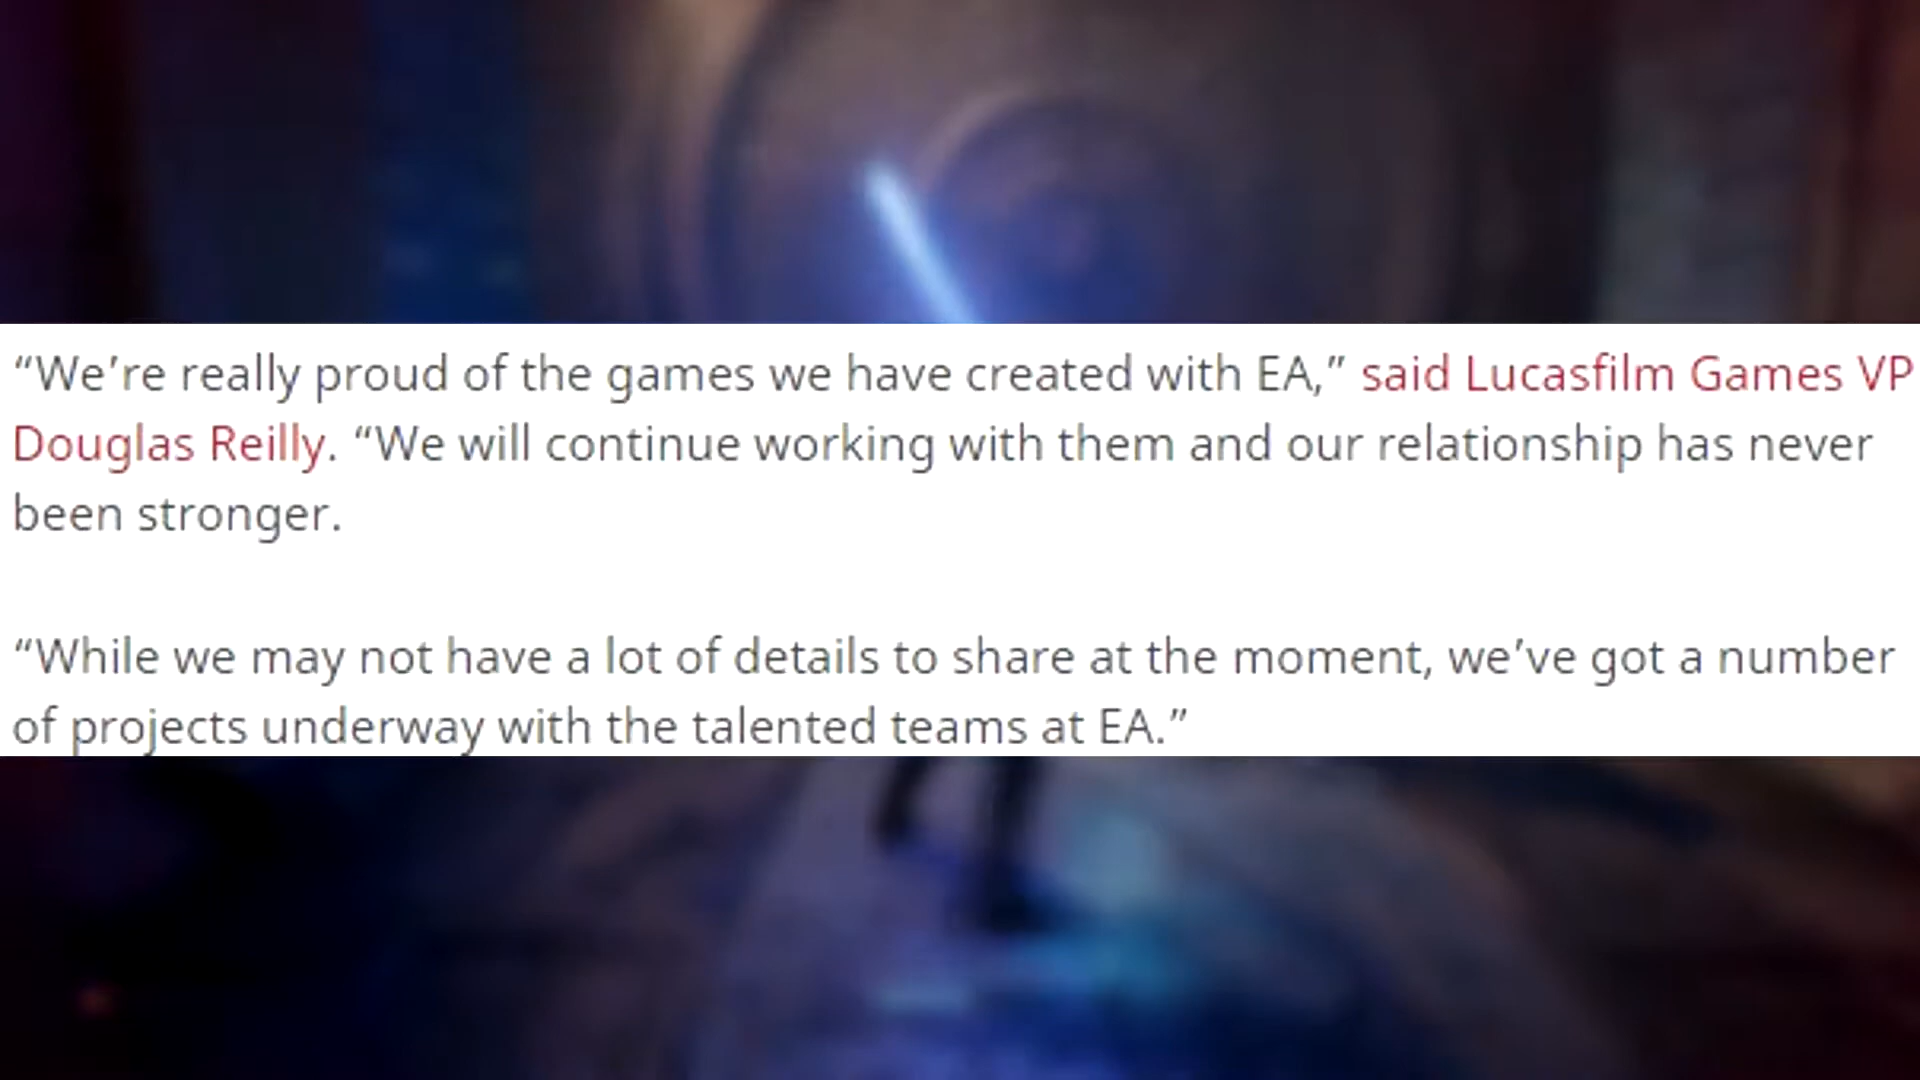 “We’re really proud of the games we have created with EA,” said Lucasfilm Games VP
Douglas Reilly. “We will continue working with them and our relationship has never
been stronger.
“While we may not have a lot of details to share at the moment, we’ve got a number
of projects underway with the talented teams at EA.”